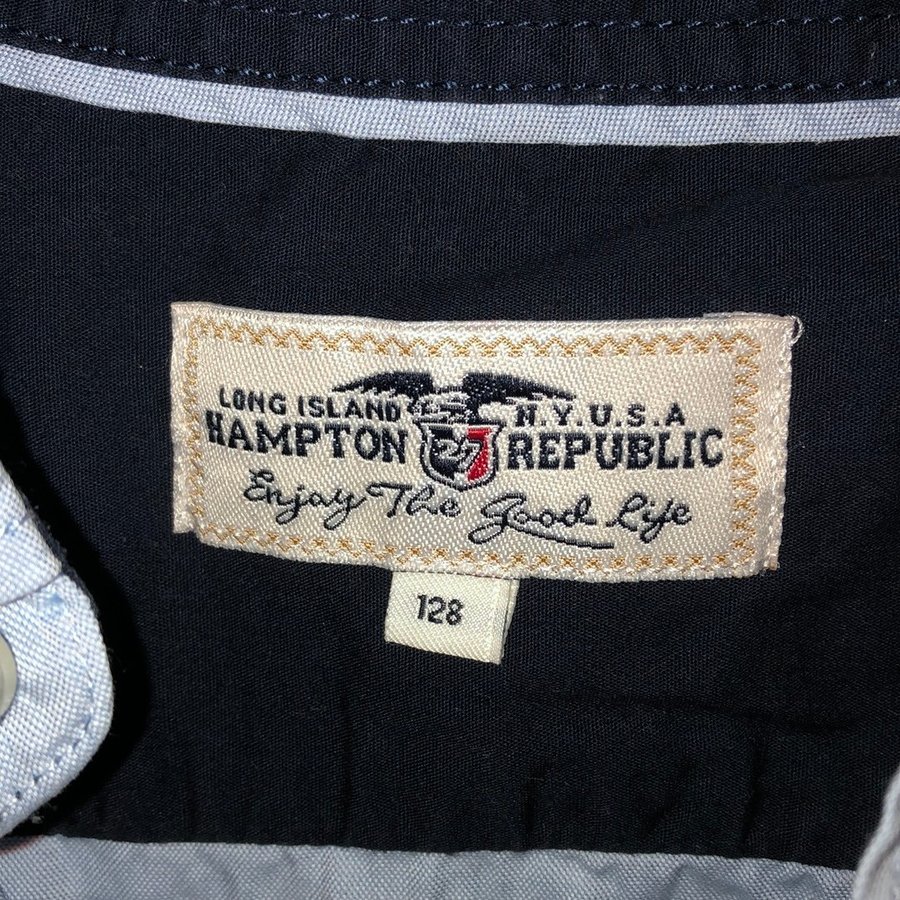 LONG ISLAND N.Y.U.S.A
HAMPTON 27 REPUBLIC
Enjoy The Good Life
128